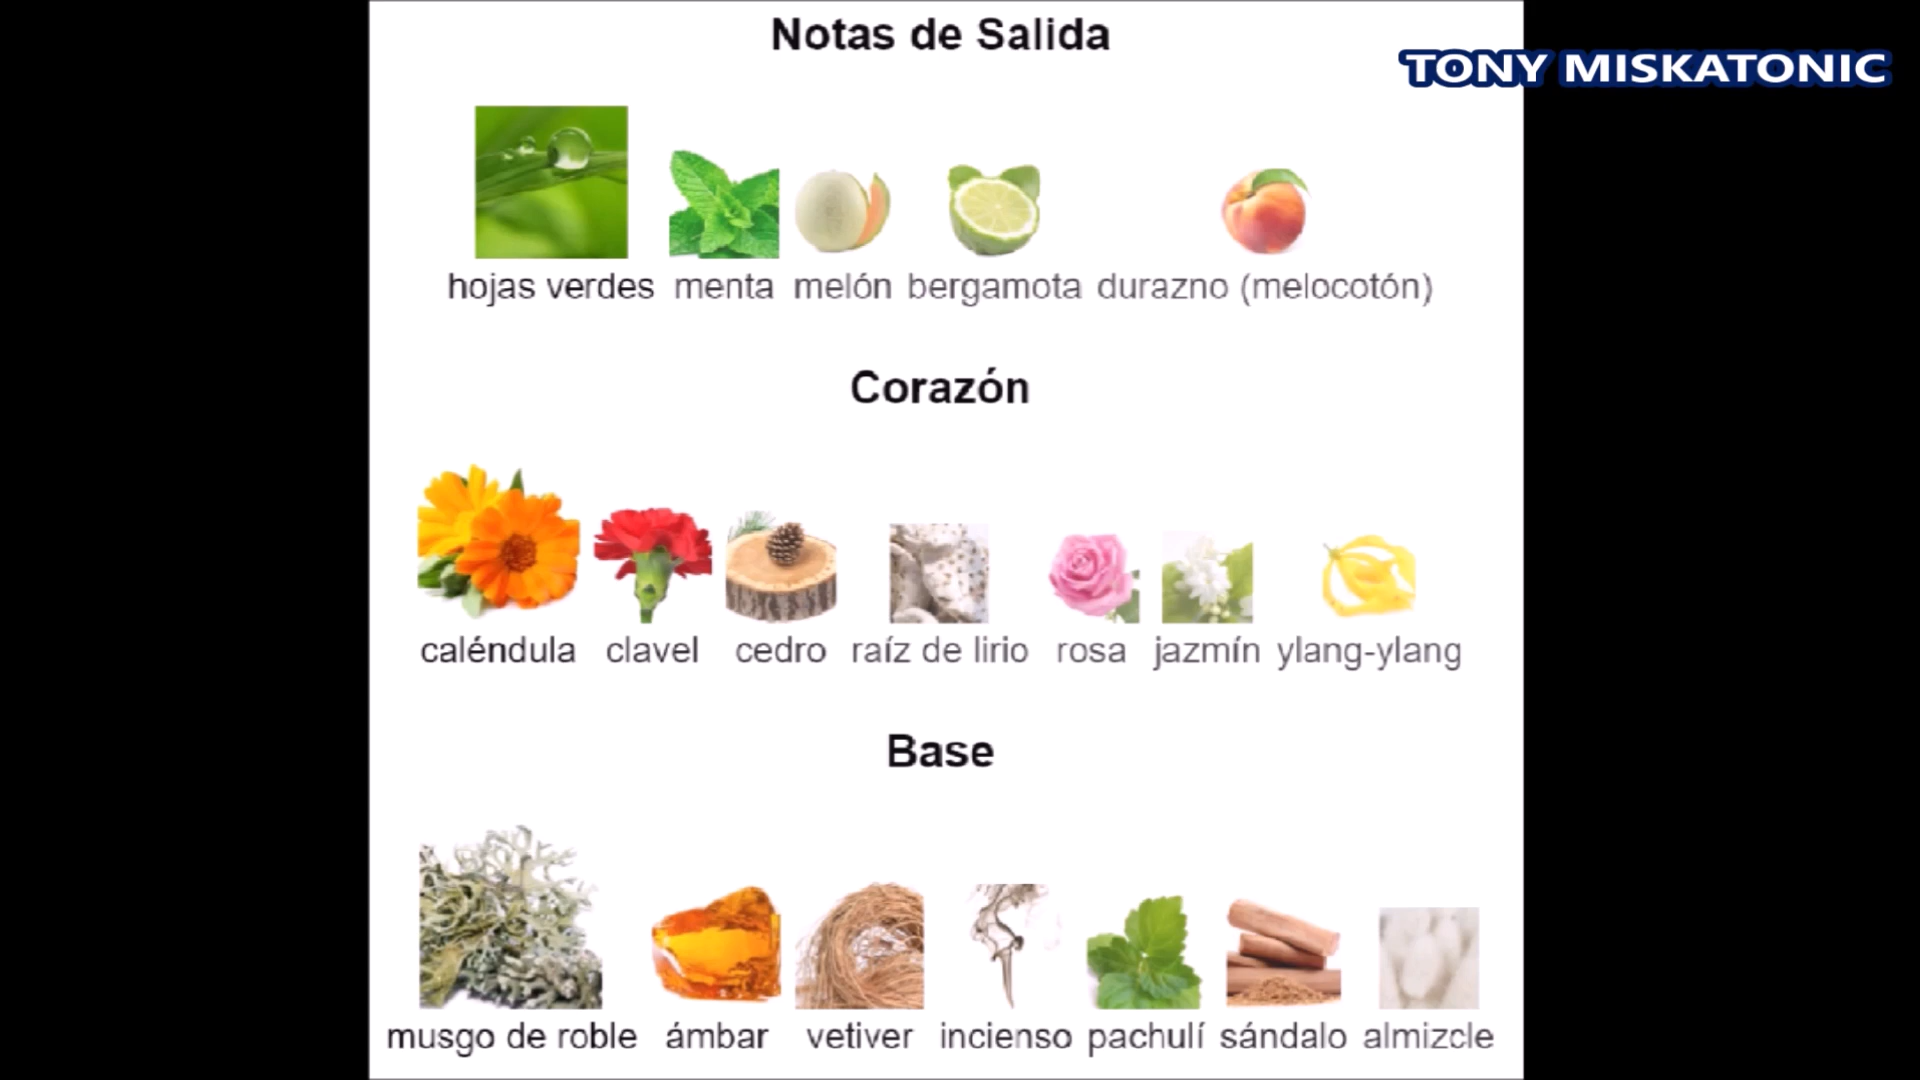 Notas de Salida
TONY MISKATONIC
hojas verdes menta melón bergamota durazno (melocotón)
Corazón
caléndula clavel cedro raíz de lirio rosa jazmín ylang-ylang
Base
musgo de roble ámbar vetiver incienso pachulí sándalo almizcle